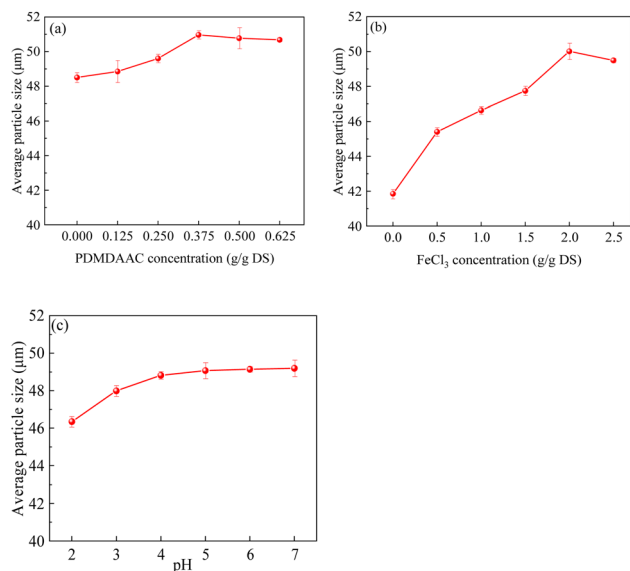 (a)
52
50
48
46
44
42
40
Average particle size (μm)
0.000 0.125 0.250 0.375 0.500 0.625
PDMDAAC concentration (g/g DS)
(b)
52
50
48
46
44
42
40
Average particle size (μm)
0.0 0.5 1.0 1.5 2.0 2.5
FeCl₃ concentration (g/g DS)
(c)
52
50
48
46
44
42
40
Average particle size (μm)
2 3 4 5 6 7
pH